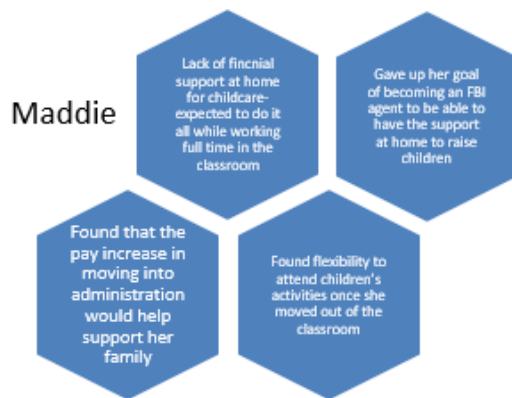 Maddie
Lack of fincnial
support at home
for childcare-
expected to do it
all while working
full time in the
classroom
Gave up her goal
of becoming an FBI
agent to be able to
have the support
at home to raise
children
Found that the
pay increase in
moving into
administration
would help
support her
family
Found flexibility to
attend children's
activities once she
moved out of the
classroom